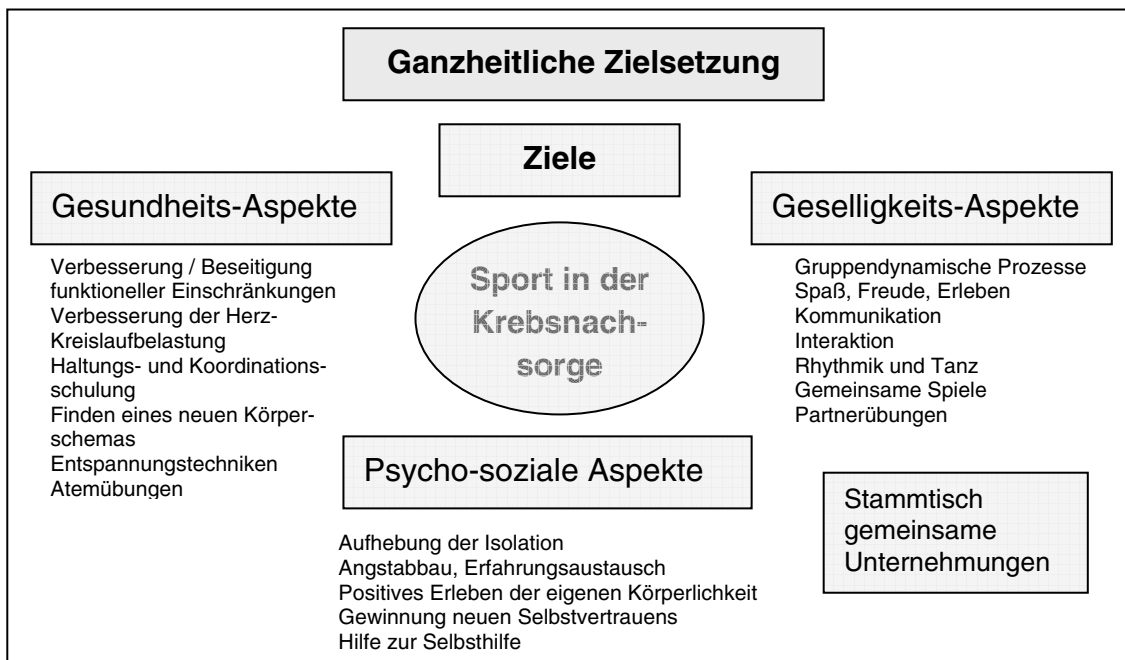 Ganzheitliche Zielsetzung
Ziele
Gesundheits-Aspekte
Verbesserung / Beseitigung
funktioneller Einschränkungen
Verbesserung der Herz-
Kreislaufbelastung
Haltungs- und Koordinations-
schulung
Finden eines neuen Körper-
schemas
Entspannungstechniken
Atemübungen
Sport in der
Krebsnach-
sorge
Geselligkeits-Aspekte
Gruppendynamische Prozesse
Spaß, Freude, Erleben
Kommunikation
Interaktion
Rhythmik und Tanz
Gemeinsame Spiele
Partnerübungen
Psycho-soziale Aspekte
Aufhebung der Isolation
Angstabbau, Erfahrungsaustausch
Positives Erleben der eigenen Körperlichkeit
Gewinnung neuen Selbstvertrauens
Hilfe zur Selbsthilfe
Stammtisch
gemeinsame
Unternehmungen